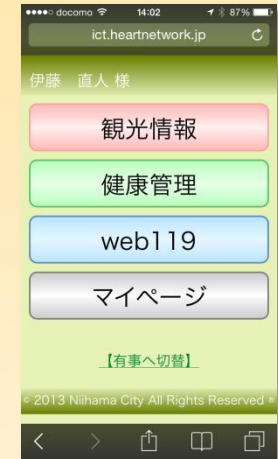 ●●●●○ docomo 14:02 87%
ict.heartnetwork.jp
伊藤 直人 様
観光情報
健康管理
web119
マイページ
【有事へ切替】
© 2013 Niihama City All Rights Reserved